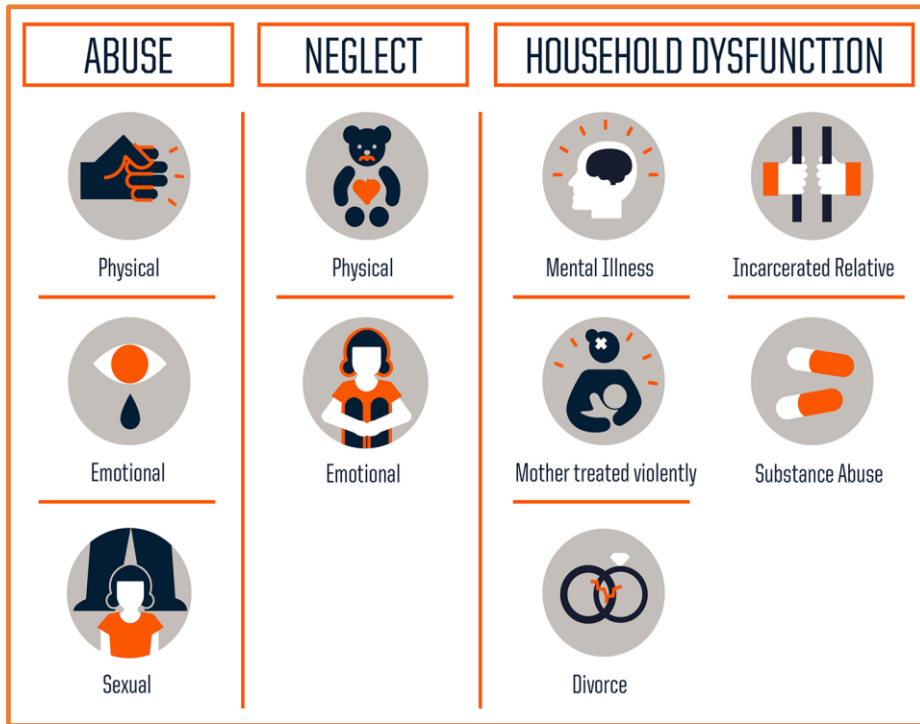 ABUSE
NEGLECT
HOUSEHOLD DYSFUNCTION
Physical
Physical
Mental Illness
Incarcerated Relative
Emotional
Emotional
Mother treated violently
Substance Abuse
Sexual
Divorce